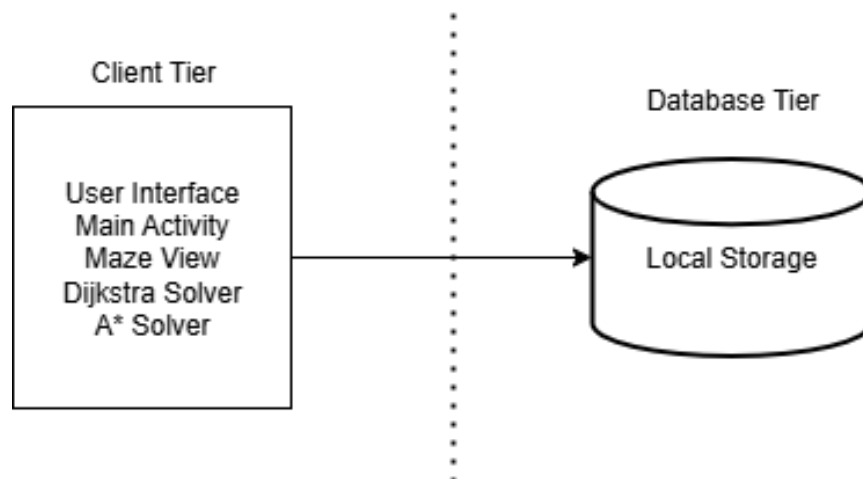 Client Tier
Database Tier
User Interface
Main Activity
Maze View
Dijkstra Solver
A* Solver
Local Storage